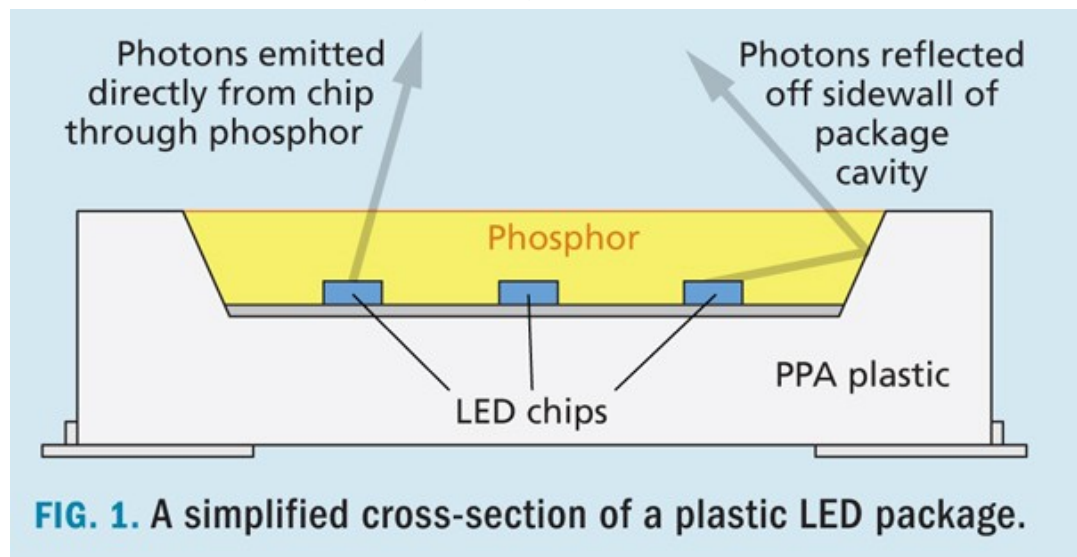 Photons emitted
directly from chip
through phosphor
Photons reflected
off sidewall of
package
cavity
Phosphor
PPA plastic
LED chips
FIG. 1. A simplified cross-section of a plastic LED package.